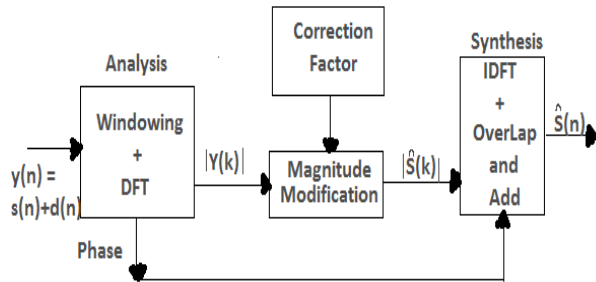 Analysis
Correction
Factor
Synthesis
Windowing
+
DFT
y(n) =
s(n)+d(n)
|Y(k)|
Magnitude
Modification
|Ŝ(k)|
IDFT
+
OverLap
and
Add
Ŝ(n)
Phase